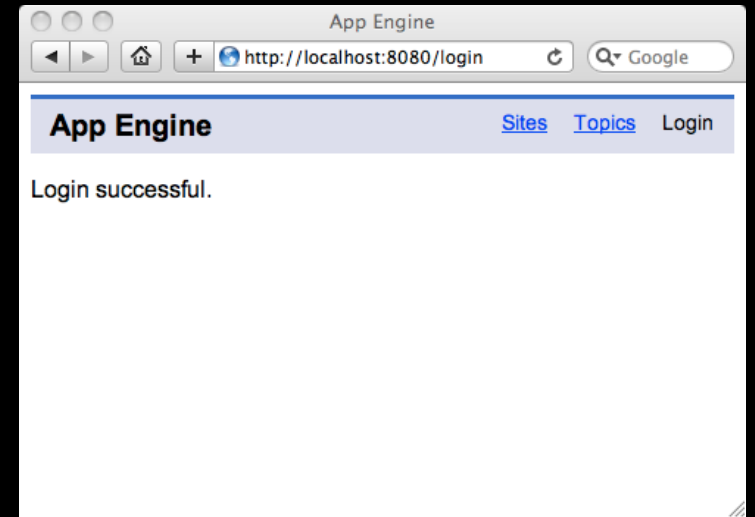 App Engine
http://localhost:8080/login Google
App Engine Sites Topics Login
Login successful.